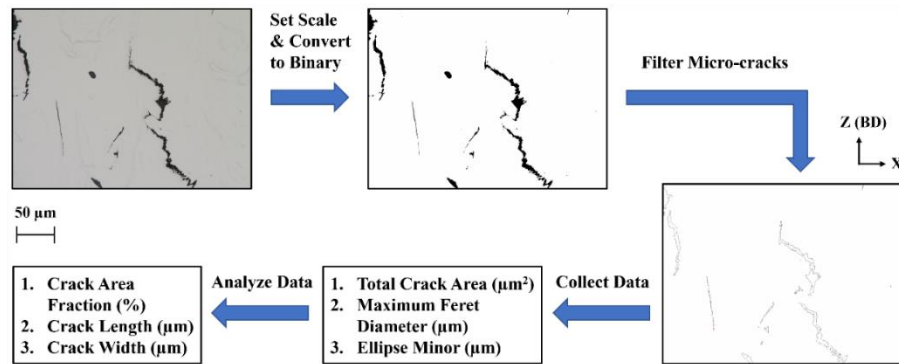 Set Scale
& Convert
to Binary
Filter Micro-cracks
Z (BD)
X
50 µm
1. Crack Area
Fraction (%)
2. Crack Length (µm)
3. Crack Width (µm)
Analyze Data
1. Total Crack Area (µm²)
2. Maximum Feret
Diameter (µm)
3. Ellipse Minor (µm)
Collect Data